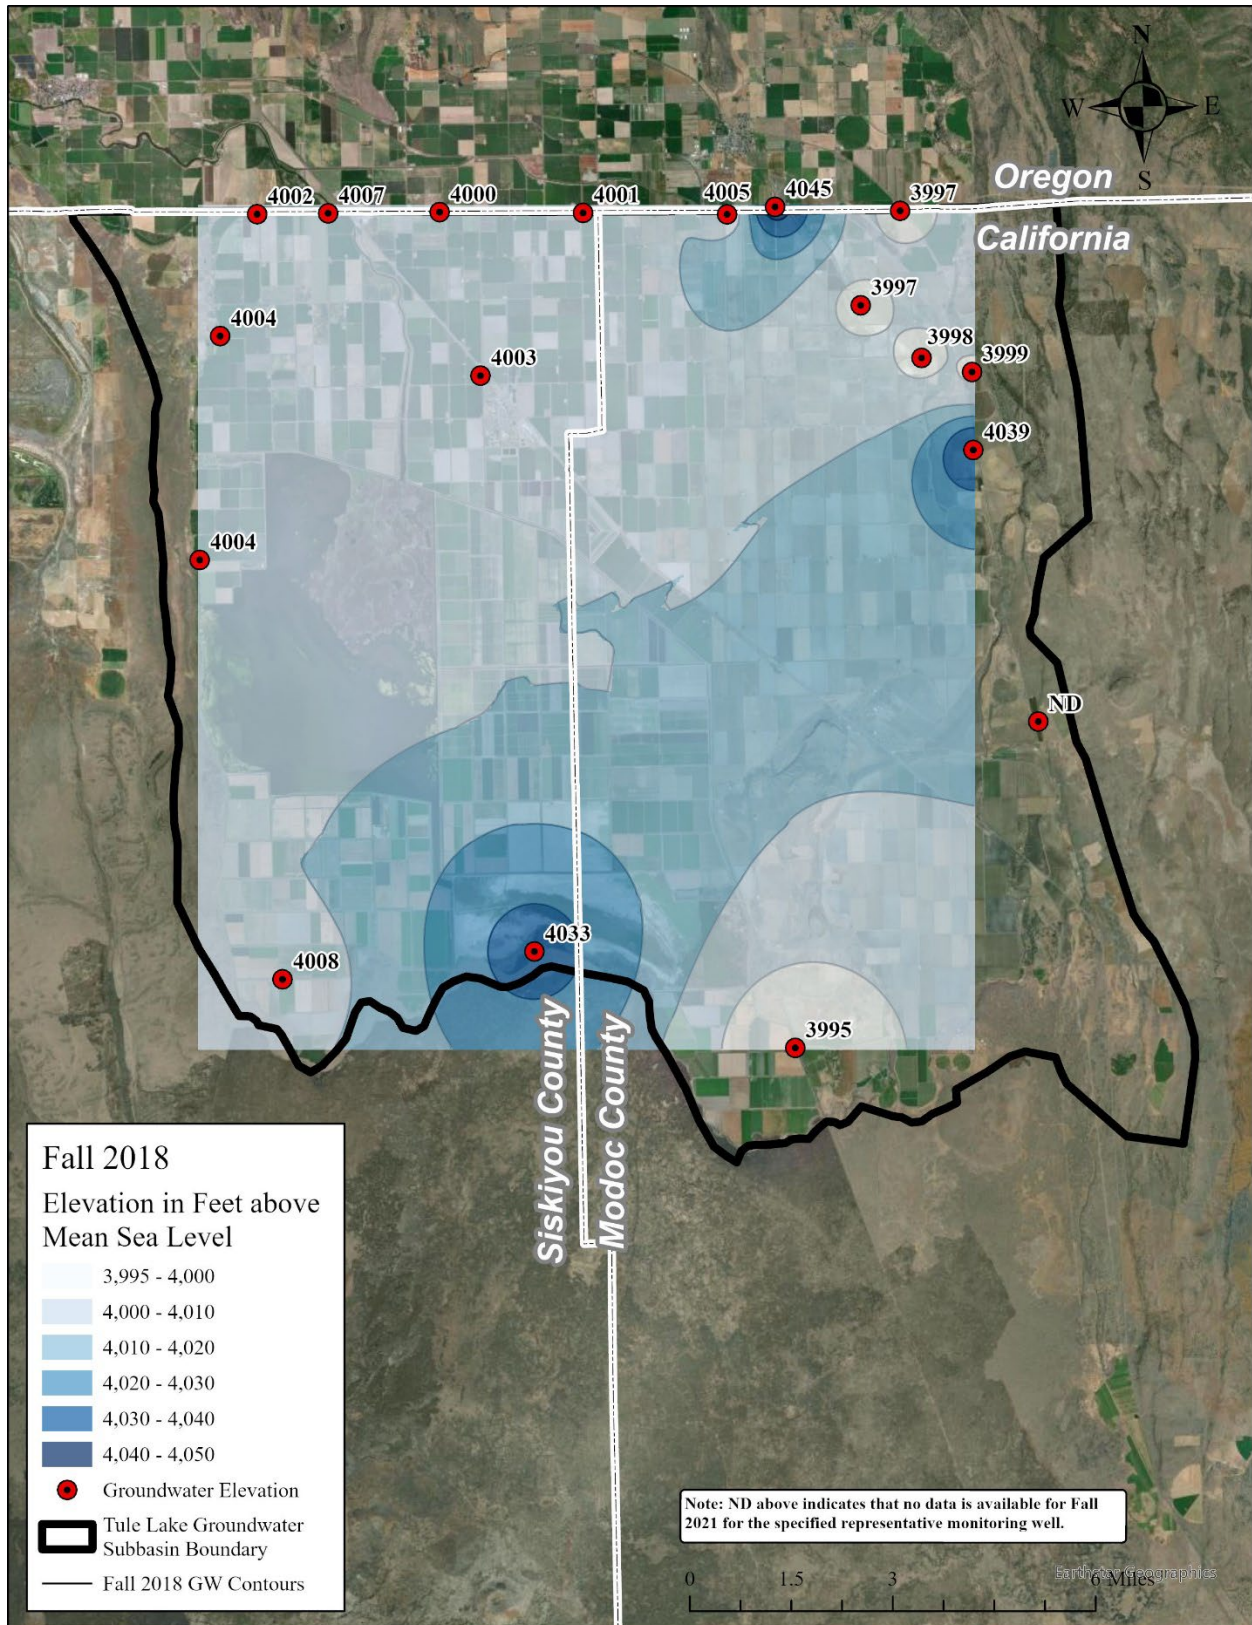 N
W
E
S
Oregon
California
4002
4007
4000
4001
4005
4045
3997
3997
4004
4003
3998
3999
4039
4004
ND
4033
4008
3995
Siskiyou County
Modoc County
Fall 2018
Elevation in Feet above
Mean Sea Level
3,995 - 4,000
4,000 - 4,010
4,010 - 4,020
4,020 - 4,030
4,030 - 4,040
4,040 - 4,050
Groundwater Elevation
Tule Lake Groundwater
Subbasin Boundary
Fall 2018 GW Contours
Note: ND above indicates that no data is available for Fall
2021 for the specified representative monitoring well.
Earthstar Geographics
0 1.5 3 6 Miles